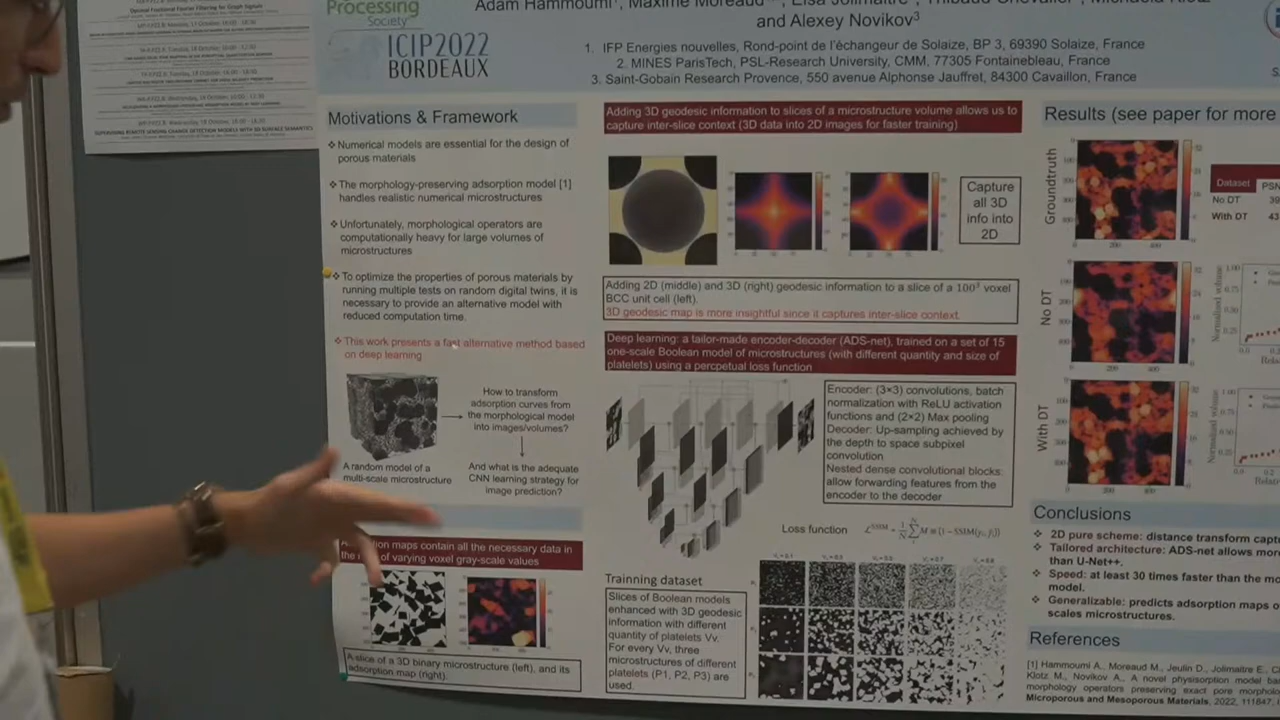 Processing
Society
ICIP2022
BORDEAUX
and Alexey Novikov³
1. IFP Energies nouvelles, Rond-point de l'échangeur de Solaize, BP 3, 69390 Solaize, France
2. MINES ParisTech, PSL-Research University, CMM, 77305 Fontainebleau, France
3. Saint-Gobain Research Provence, 550 avenue Alphonse Jauffret, 84300 Cavaillon, France
Motivations & Framework
Numerical models are essential for the design of
porous materials
The morphology-preserving adsorption model [1]
handles realistic numerical microstructures
Unfortunately, morphological operators are
computationally heavy for large volumes of
microstructures
To optimize the properties of porous materials by
running multiple tests on random digital twins, it is
necessary to provide an alternative model with
reduced computation time.
This work presents a fast alternative method based
on deep learning
How to transform
adsorption curves from
the morphological model
into images/volumes?
A random model of a
multi-scale microstructure
And what is the adequate
CNN learning strategy for
image prediction?
maps contain all the necessary data in
the of varying voxel gray-scale values
A slice of a 3D binary microstructure (left), and its
adsorption map (right).
Adding 3D geodesic information to slices of a microstructure volume allows us to
capture inter-slice context (3D data into 2D images for faster training)
Capture
all 3D
info into
2D
Adding 2D (middle) and 3D (right) geodesic information to a slice of a 100³ voxel
BCC unit cell (left).
3D geodesic map is more insightful since it captures inter-slice context.
Deep learning: a tailor-made encoder-decoder (ADS-net), trained on a set of 15
one-scale Boolean model of microstructures (with different quantity and size of
platelets) using a percpetual loss function
Encoder: (3×3) convolutions, batch
normalization with ReLU activation
functions and (2×2) Max pooling
Decoder: Up-sampling achieved by
the depth to space subpixel
convolution
Nested dense convolutional blocks:
allow forwarding features from the
encoder to the decoder
Loss function
Trainning dataset
Slices of Boolean models
enhanced with 3D geodesic
information with different
quantity of platelets Vv.
For every Vv, three
microstructures of different
platelets (P1, P2, P3) are
used.
Results (see paper for more
Groundtruth
No DT
With DT
Dataset PSN
No DT 39
With DT 43
Normalized volume
Normalized volume
Conclusions
2D pure scheme: distance transform capt
Tailored architecture: ADS-net allows mor
than U-Net++.
Speed: at least 30 times faster than the mo
model.
Generalizable: predicts adsorption maps o
scales microstructures.
References
[1] Hammoumi A., Moreaud M., Jeulin D., Jolimaitre E.,
Klotz M., Novikov A., A novel physisorption model ba
morphology operators preserving exact pore morpholo
Microporous and Mesoporous Materials, 2022, 111847,